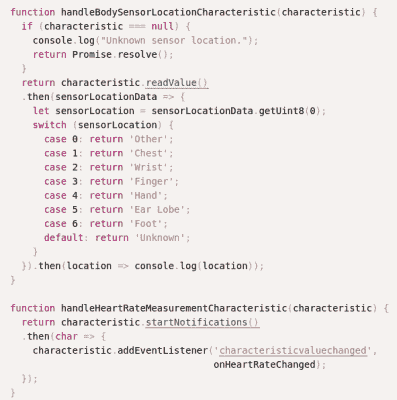 function handleBodySensorLocationCharacteristic(characteristic) {
  if (characteristic === null) {
    console.log("Unknown sensor location.");
    return Promise.resolve();
  }
  return characteristic.readValue()
  .then(sensorLocationData => {
    let sensorLocation = sensorLocationData.getUint8(0);
    switch (sensorLocation) {
      case 0: return 'Other';
      case 1: return 'Chest';
      case 2: return 'Wrist';
      case 3: return 'Finger';
      case 4: return 'Hand';
      case 5: return 'Ear Lobe';
      case 6: return 'Foot';
      default: return 'Unknown';
    }
  }).then(location => console.log(location));
}

function handleHeartRateMeasurementCharacteristic(characteristic) {
  return characteristic.startNotifications()
  .then(char => {
    characteristic.addEventListener('characteristicvaluechanged',
                                    onHeartRateChanged);
  });
}